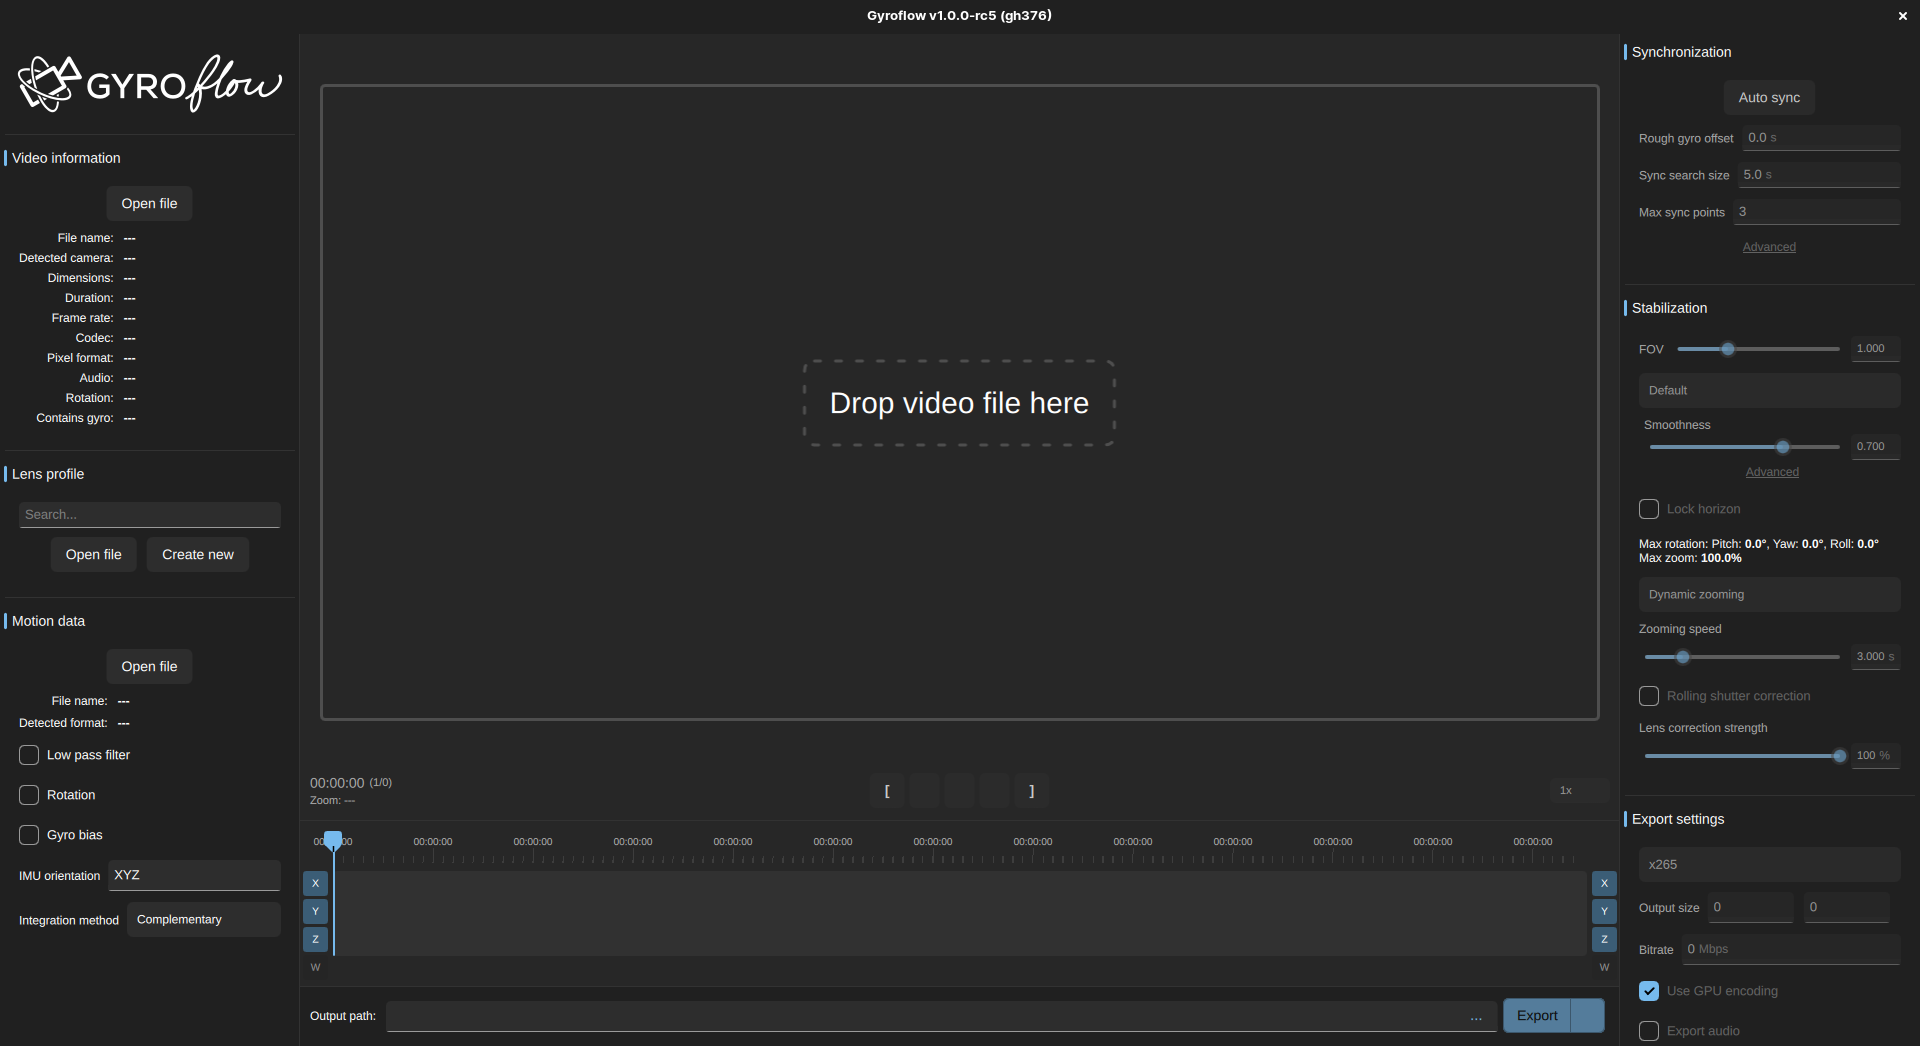 Gyroflow v1.0.0-rc5 (gh376)
GYROflow
Video information
Open file
File name: ---
Detected camera: ---
Dimensions: ---
Duration: ---
Frame rate: ---
Codec: ---
Pixel format: ---
Audio: ---
Rotation: ---
Contains gyro: ---
Lens profile
Search...
Open file Create new
Motion data
Open file
File name: ---
Detected format: ---
Low pass filter
Rotation
Gyro bias
IMU orientation XYZ
Integration method Complementary
Drop video file here
00:00:00 (1/0)
Zoom: ---
[ ]
1x
00:00:00 00:00:00 00:00:00 00:00:00 00:00:00 00:00:00 00:00:00 00:00:00 00:00:00 00:00:00 00:00:00 00:00:00
X X
Y Y
Z Z
W W
Output path: ... Export
Synchronization
Auto sync
Rough gyro offset 0.0 s
Sync search size 5.0 s
Max sync points 3
Advanced
Stabilization
FOV 1.000
Default
Smoothness
0.700
Advanced
Lock horizon
Max rotation: Pitch: 0.0°, Yaw: 0.0°, Roll: 0.0°
Max zoom: 100.0%
Dynamic zooming
Zooming speed
3.000 s
Rolling shutter correction
Lens correction strength
100 %
Export settings
x265
Output size 0 0
Bitrate 0 Mbps
Use GPU encoding
Export audio